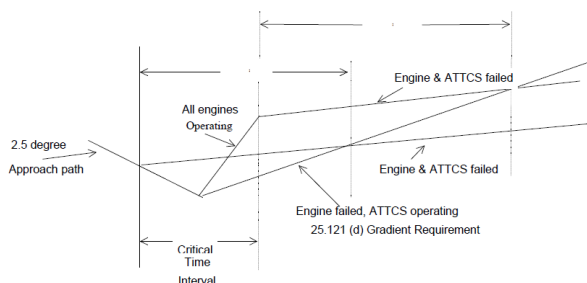 Engine & ATTCS failed
All engines
Operating
2.5 degree
Approach path
Engine & ATTCS failed
Engine failed, ATTCS operating
25.121 (d) Gradient Requirement
Critical
Time
Interval